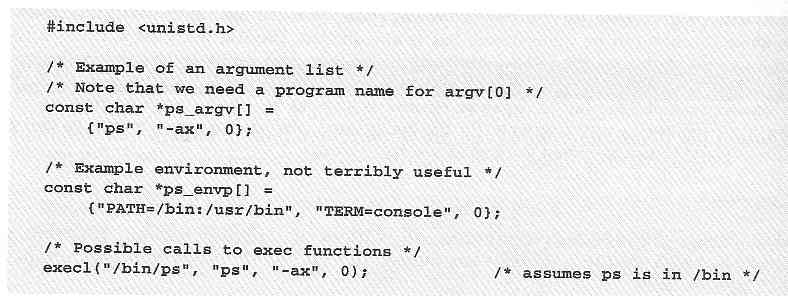 #include <unistd.h>
/* Example of an argument list */
/* Note that we need a program name for argv[0] */
const char *ps_argv[] =
{"ps", "-ax", 0};
/* Example environment, not terribly useful */
const char *ps_envp[] =
{"PATH=/bin:/usr/bin", "TERM=console", 0};
/* Possible calls to exec functions */
execl("/bin/ps", "ps", "-ax", 0); /* assumes ps is in /bin */